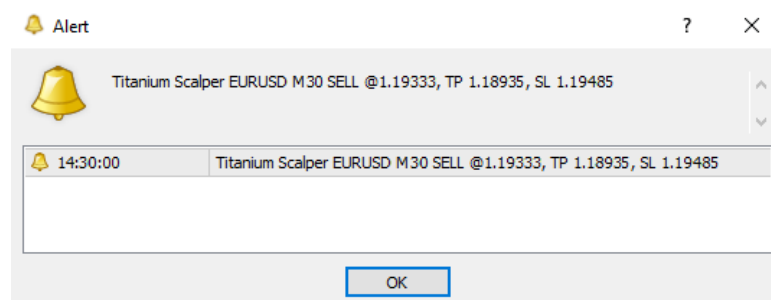 Alert
?
Titanium Scalper EURUSD M30 SELL @1.19333, TP 1.18935, SL 1.19485
14:30:00 Titanium Scalper EURUSD M30 SELL @1.19333, TP 1.18935, SL 1.19485
OK